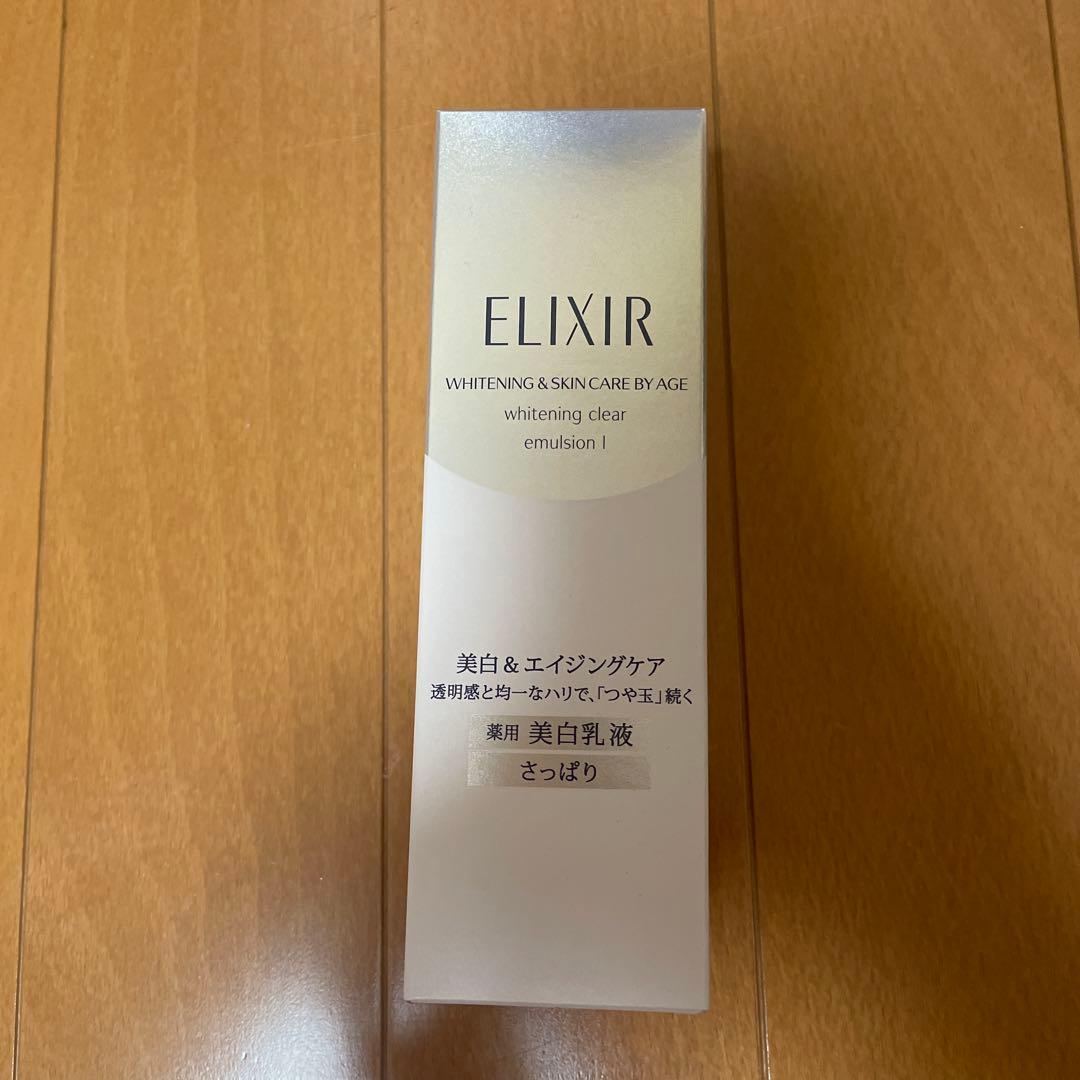 ELIXIR
WHITENING & SKIN CARE BY AGE
whitening clear
emulsion I
美白&エイジングケア
透明感と均一なハリで、「つや玉」続く
薬用 美白乳液
さっぱり